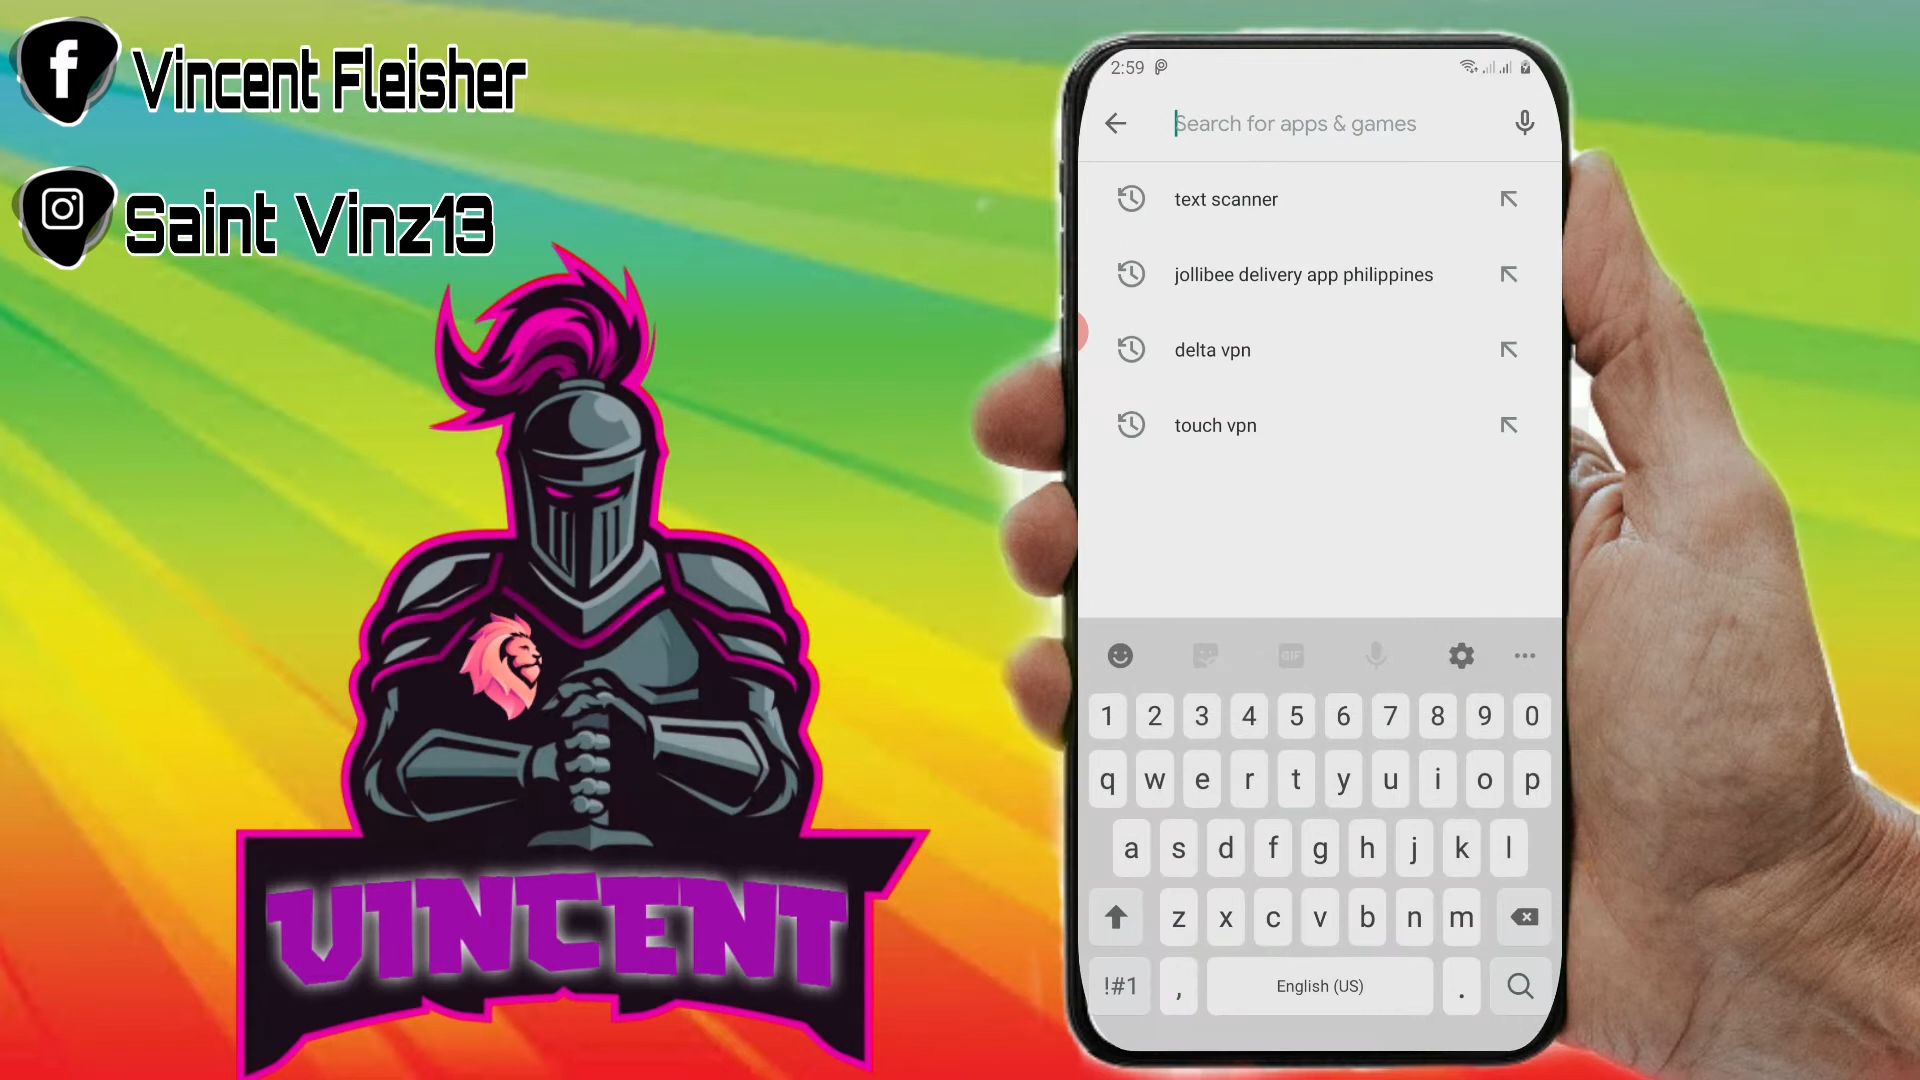 f Vincent Fleisher
Saint Vinz13
VINCENT
2:59
Search for apps & games
text scanner
jollibee delivery app philippines
delta vpn
touch vpn
GIF
1 2 3 4 5 6 7 8 9 0
q w e r t y u i o p
a s d f g h j k l
z x c v b n m
!#1 , English (US) .